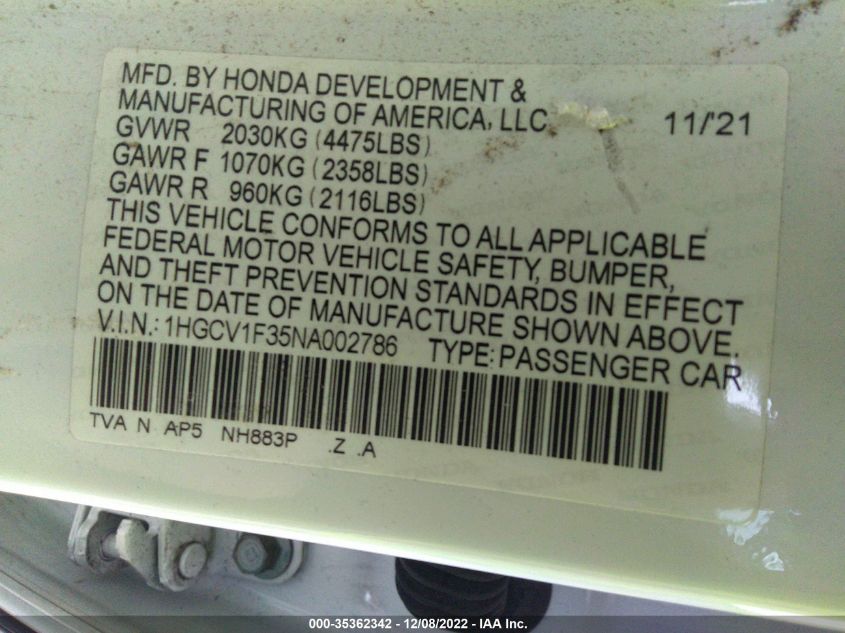 MFD. BY HONDA DEVELOPMENT &
MANUFACTURING OF AMERICA, LLC 11/'21
GVWR 2030KG (4475LBS)
GAWR F 1070KG (2358LBS)
GAWR R 960KG (2116LBS)
THIS VEHICLE CONFORMS TO ALL APPLICABLE
FEDERAL MOTOR VEHICLE SAFETY, BUMPER,
AND THEFT PREVENTION STANDARDS IN EFFECT
ON THE DATE OF MANUFACTURE SHOWN ABOVE.
V.I.N.: 1HGCV1F35NA002786 TYPE: PASSENGER CAR
TVA N AP5 NH883P .Z .A
000-35362342 - 12/08/2022 - IAA Inc.